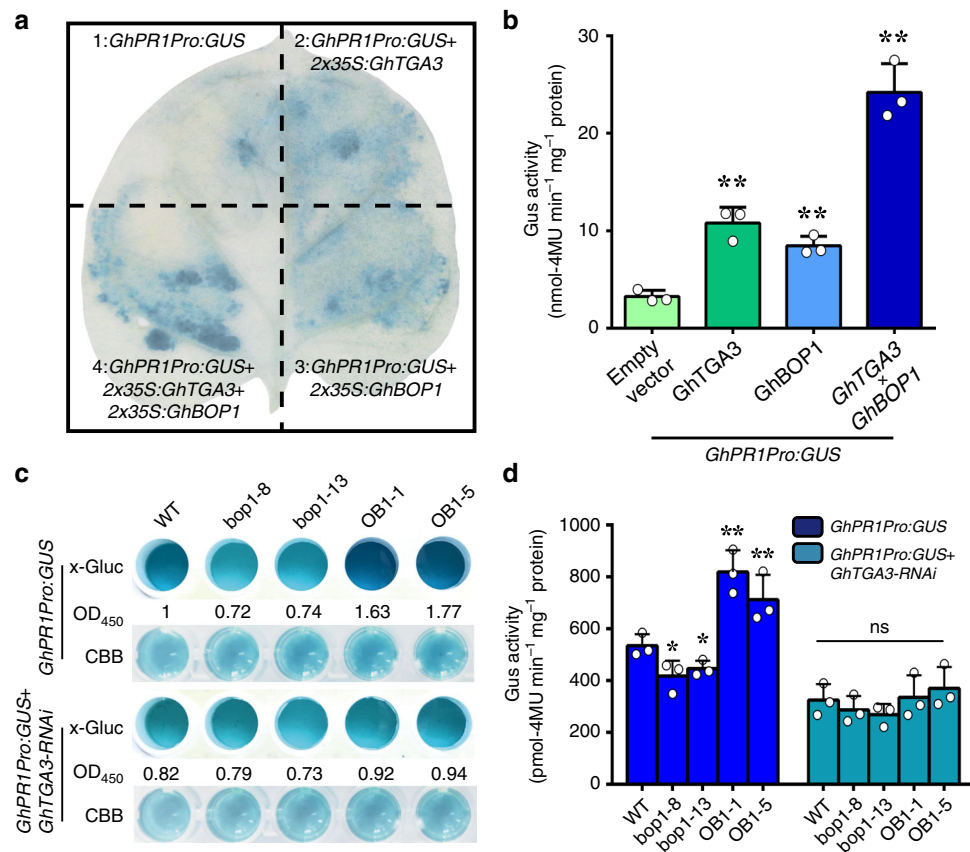 a
1:GhPR1Pro:GUS
2:GhPR1Pro:GUS+
2x35S:GhTGA3
4:GhPR1Pro:GUS+
2x35S:GhTGA3+
2x35S:GhBOP1
3:GhPR1Pro:GUS+
2x35S:GhBOP1
b
Gus activity
(nmol-4MU min⁻¹ mg⁻¹ protein)
30
20
10
0
**
**
**
Empty
vector
GhTGA3
GhBOP1
GhTGA3
+
GhBOP1
GhPR1Pro:GUS
c
WT bop1-8 bop1-13 OB1-1 OB1-5
GhPR1Pro:GUS
x-Gluc
OD₄₅₀ 1 0.72 0.74 1.63 1.77
CBB
GhPR1Pro:GUS+
GhTGA3-RNAi
x-Gluc
OD₄₅₀ 0.82 0.79 0.73 0.92 0.94
CBB
d
GhPR1Pro:GUS
GhPR1Pro:GUS+
GhTGA3-RNAi
Gus activity
(pmol-4MU min⁻¹ mg⁻¹ protein)
1000
800
600
400
200
0
* * ** **
ns
WT bop1-8 bop1-13 OB1-1 OB1-5
WT bop1-8 bop1-13 OB1-1 OB1-5